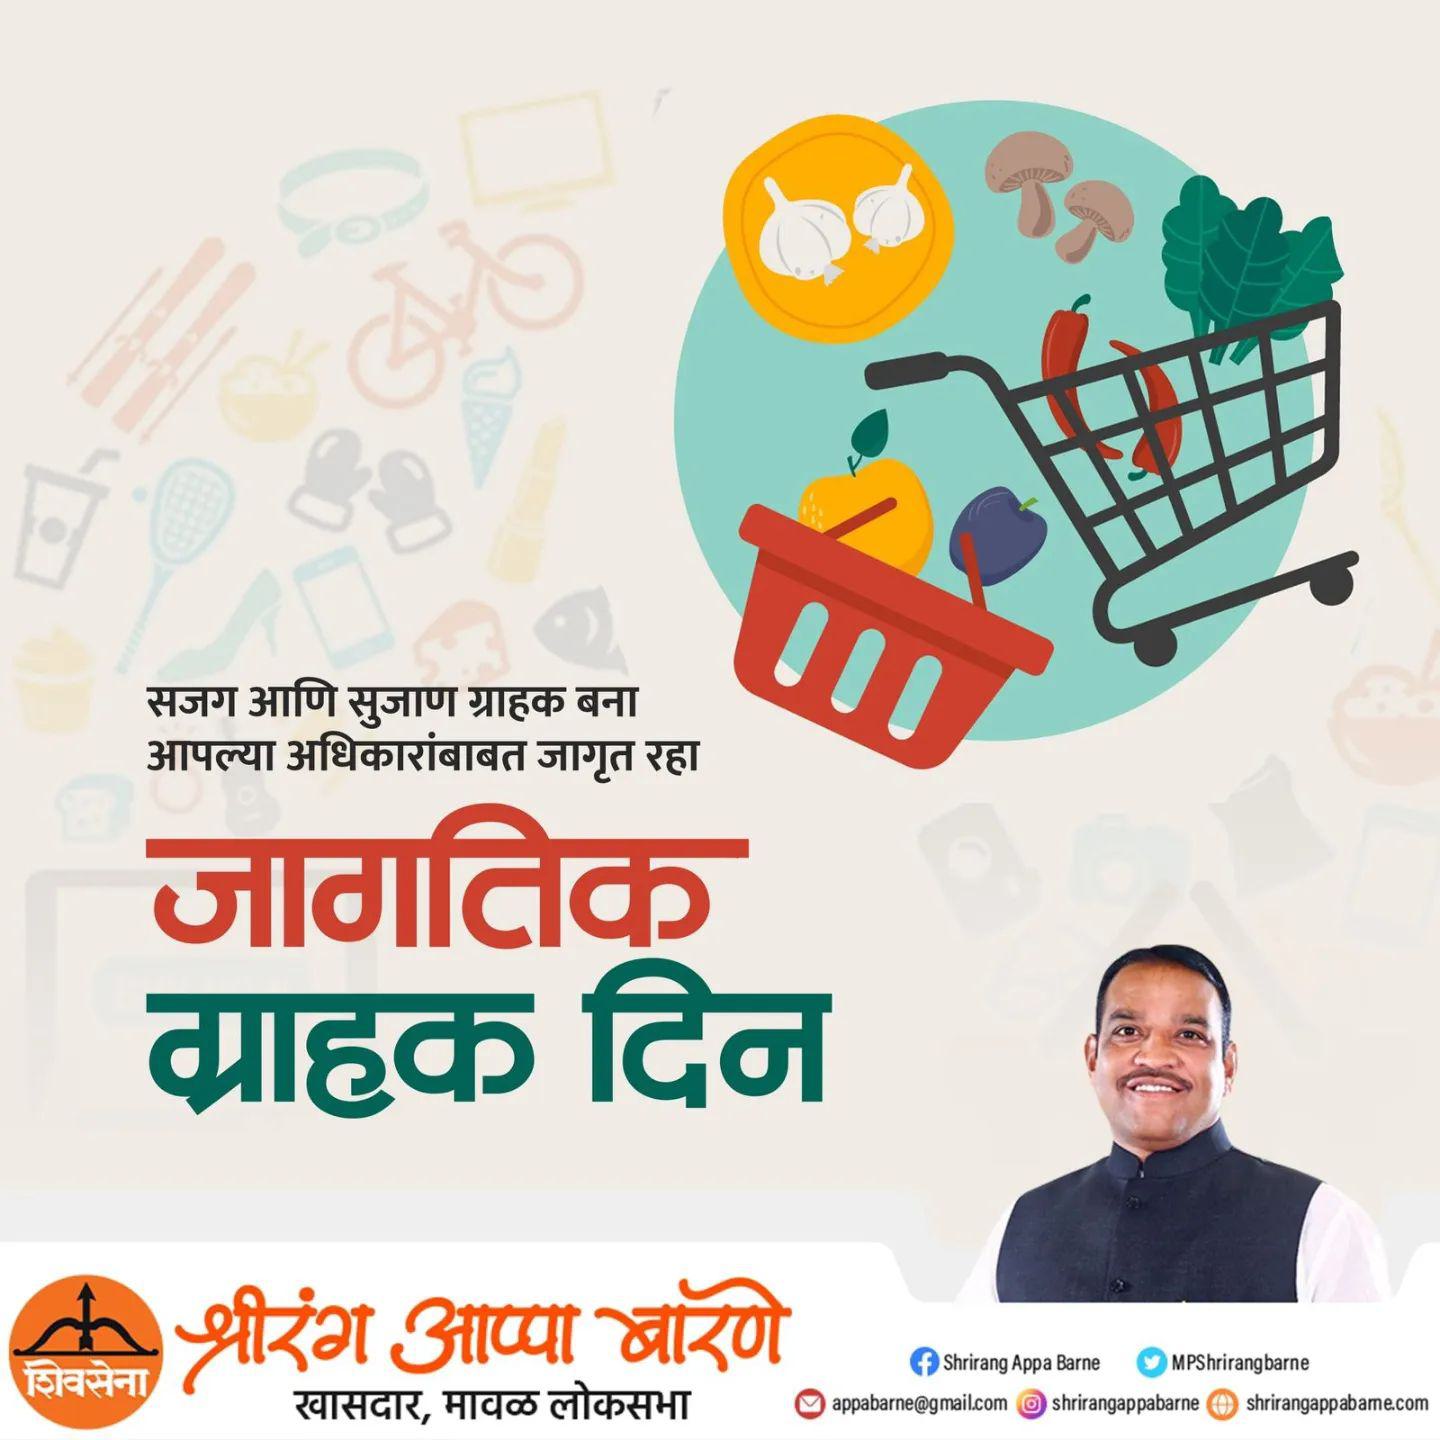 सजग आणि सुजाण ग्राहक बना
आपल्या अधिकारांबाबत जागृत रहा
जागतिक
ग्राहक दिन
शिवसेना
श्रीरंग आप्पा बारणे
खासदार, मावळ लोकसभा
Shrirang Appa Barne
MPShrirangbarne
appabarne@gmail.com
shrirangappabarne
shrirangappabarne.com